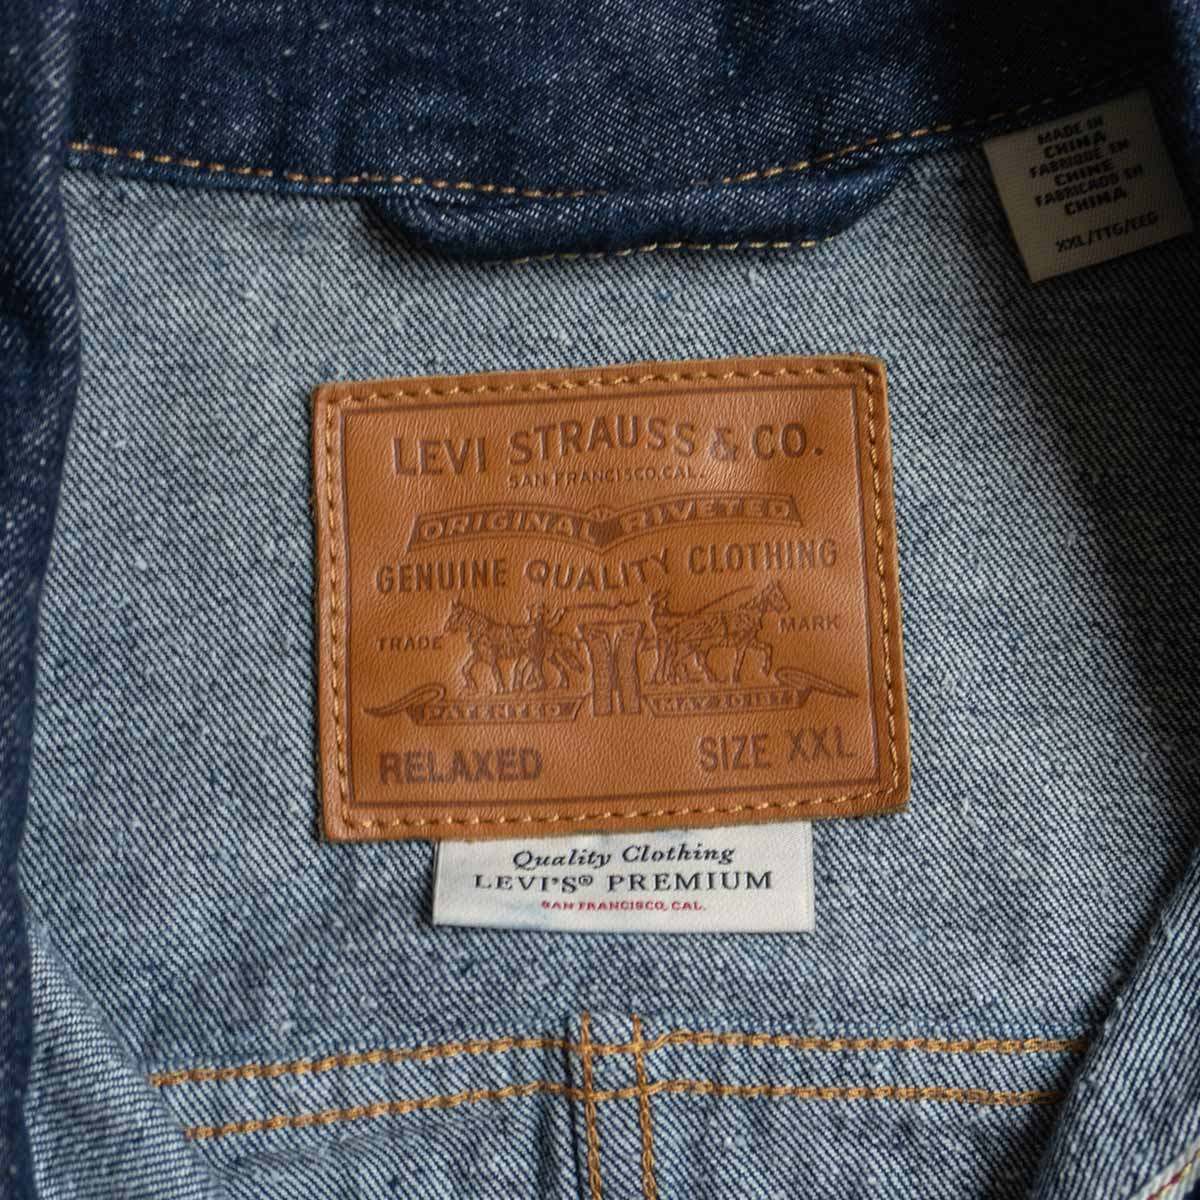 MADE IN
CHINA
FABRIQUE EN
CHINE
FABRICADO EN
CHINA
XXL/TTG/EEG
LEVI STRAUSS & CO.
SAN FRANCISCO, CAL.
ORIGINAL RIVETED
GENUINE QUALITY CLOTHING
TRADE MARK
PATENTED MAY 20 1873
RELAXED SIZE XXL
Quality Clothing
LEVI'S® PREMIUM
SAN FRANCISCO, CAL.